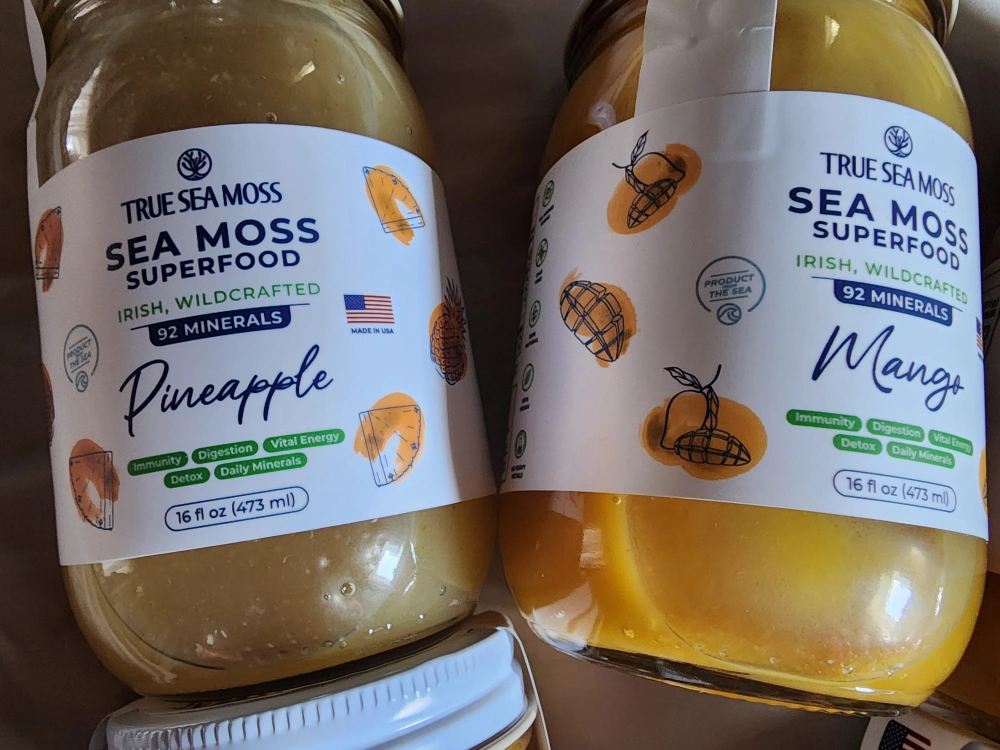 TRUE SEA MOSS
SEA MOSS
SUPERFOOD
IRISH, WILDCRAFTED
92 MINERALS
MADE IN USA
PRODUCT
THE SEA
Pineapple
Immunity Digestion Vital Energy
Detox Daily Minerals
16 fl oz (473 ml)
TRUE SEA MOSS
SEA MOSS
SUPERFOOD
IRISH, WILDCRAFTED
92 MINERALS
PRODUCT
THE SEA
Mango
Immunity Digestion Vital Energy
Detox Daily Minerals
16 fl oz (473 ml)